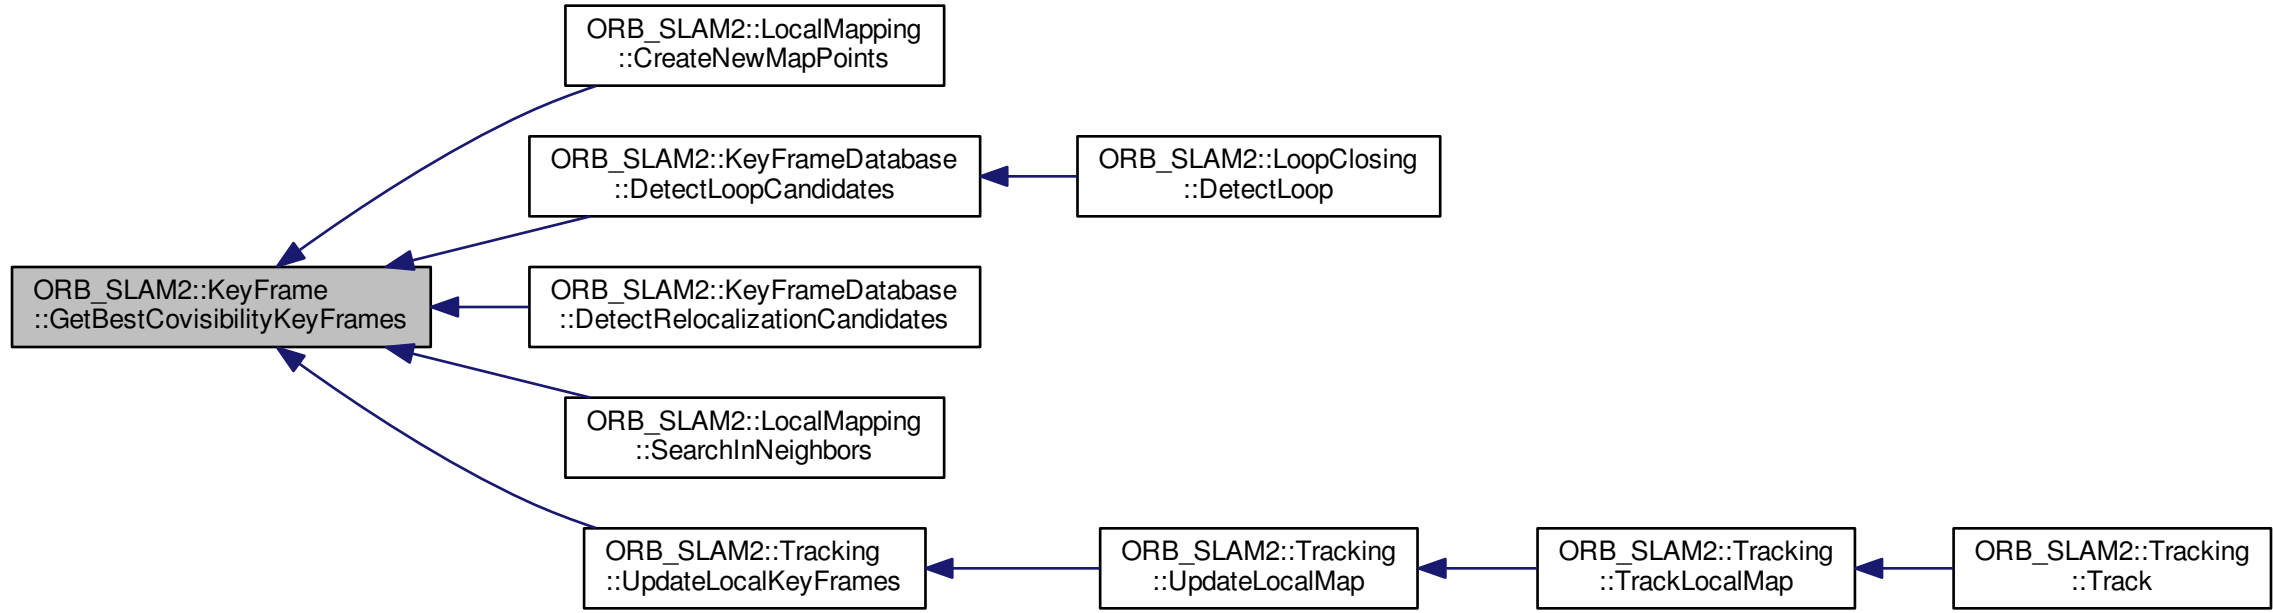 ORB_SLAM2::LocalMapping
::CreateNewMapPoints
ORB_SLAM2::KeyFrameDatabase
::DetectLoopCandidates
ORB_SLAM2::LoopClosing
::DetectLoop
ORB_SLAM2::KeyFrame
::GetBestCovisibilityKeyFrames
ORB_SLAM2::KeyFrameDatabase
::DetectRelocalizationCandidates
ORB_SLAM2::LocalMapping
::SearchInNeighbors
ORB_SLAM2::Tracking
::UpdateLocalKeyFrames
ORB_SLAM2::Tracking
::UpdateLocalMap
ORB_SLAM2::Tracking
::TrackLocalMap
ORB_SLAM2::Tracking
::Track